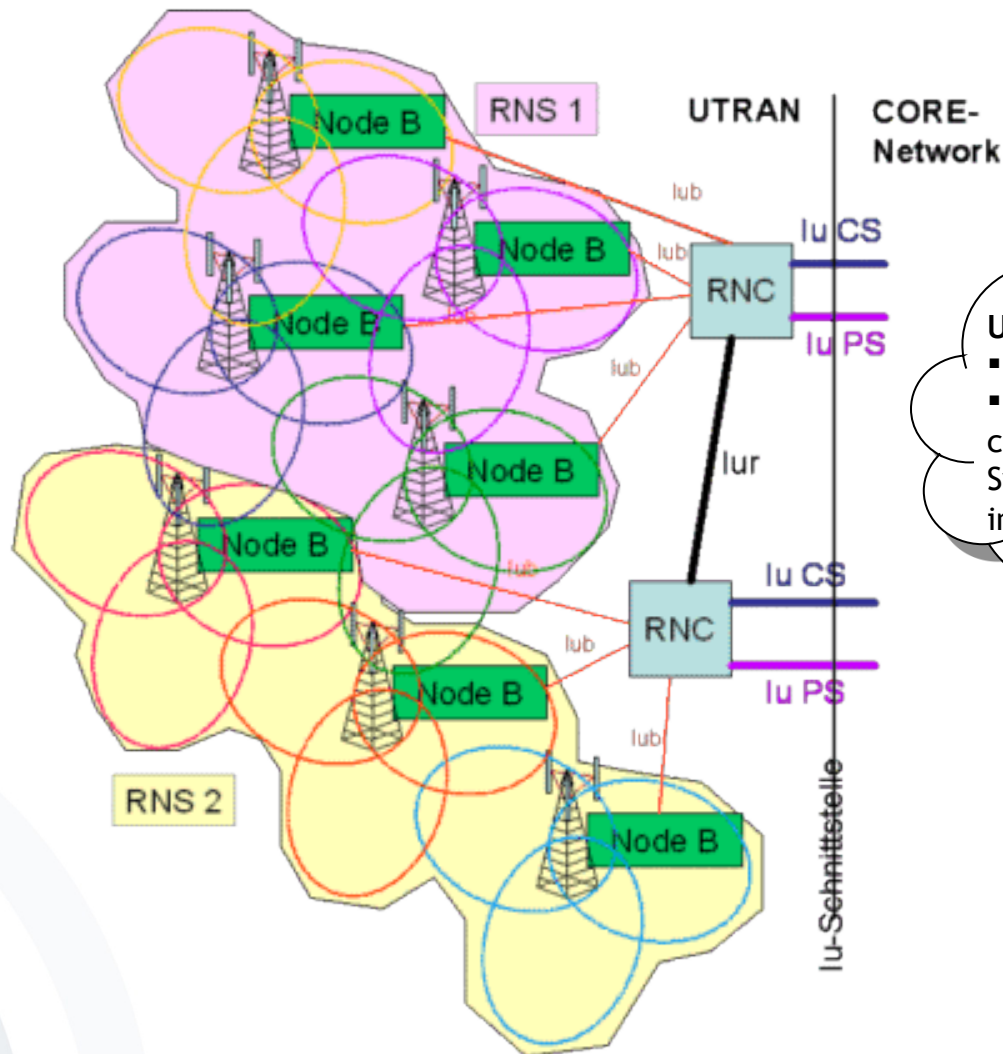 RNS 1
UTRAN
CORE-
Network
Node B
Iub
Node B
Iub
Iu CS
RNC
Node B
Iu PS
Iub
Node B
Iur
Node B
Iub
Iu CS
RNC
Iub
Node B
Iu PS
Iub
RNS 2
Node B
Iu-Schnittstelle
U
▪
▪
c
S
in